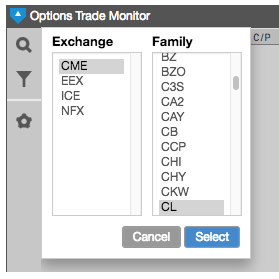 Options Trade Monitor
C/P
Exchange
CME
EEX
ICE
NFX
Family
BZ
BZO
C3S
CA2
CAY
CB
CCP
CHI
CHY
CKW
CL
Cancel
Select